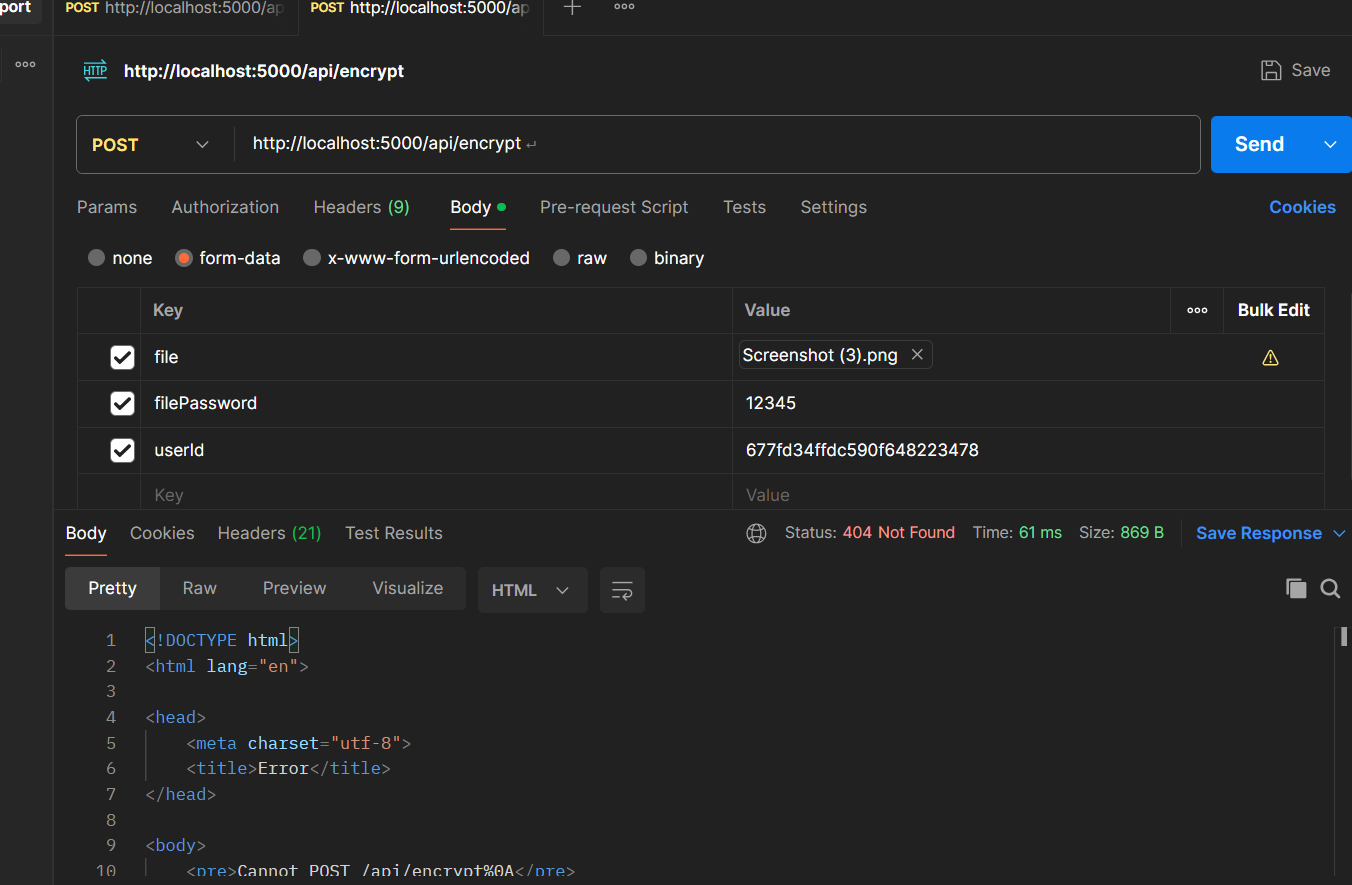 port
POST http://localhost:5000/ap
POST http://localhost:5000/ap
HTTP http://localhost:5000/api/encrypt
Save
POST http://localhost:5000/api/encrypt ↵
Send
Params Authorization Headers (9) Body Pre-request Script Tests Settings Cookies
none form-data x-www-form-urlencoded raw binary
Key Value Bulk Edit
file Screenshot (3).png
filePassword 12345
userId 677fd34ffdc590f648223478
Key Value
Body Cookies Headers (21) Test Results Status: 404 Not Found Time: 61 ms Size: 869 B Save Response
Pretty Raw Preview Visualize HTML
1 <!DOCTYPE html>
2 <html lang="en">
3
4 <head>
5 <meta charset="utf-8">
6 <title>Error</title>
7 </head>
8
9 <body>
10 <pre>Cannot POST /api/encrypt%0A</pre>